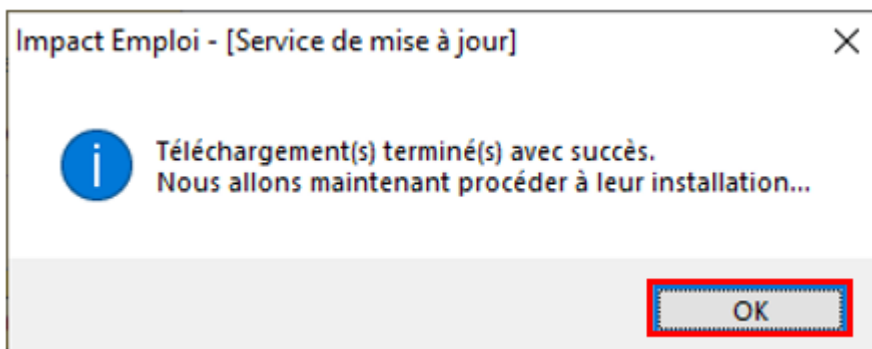 Impact Emploi - [Service de mise à jour]
Téléchargement(s) terminé(s) avec succès.
Nous allons maintenant procéder à leur installation...
OK